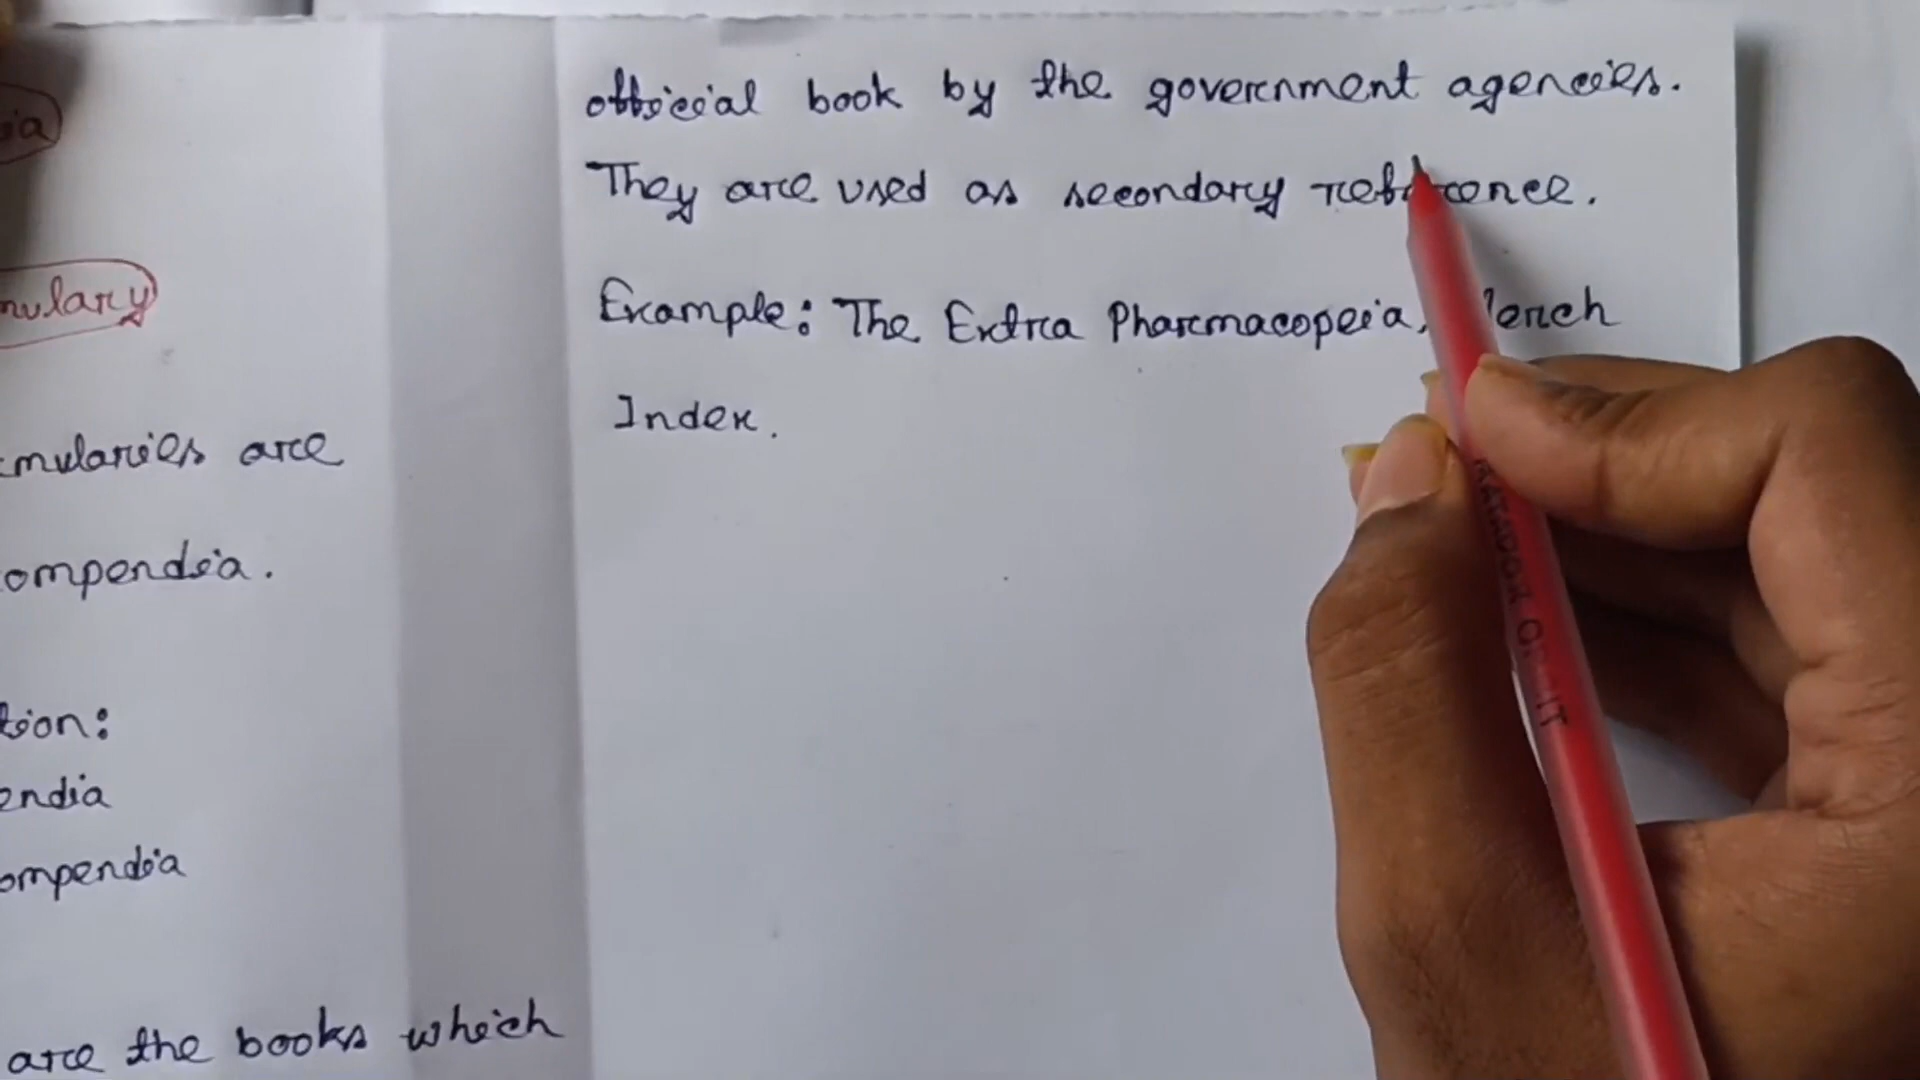 ia
mulary
mularies are
ompendia.
tion:
endia
ompendia
are the books which
official book by the government agencies.
They are used as secondary reference.
Example: The Extra Pharmacopeia, Merch
Index.